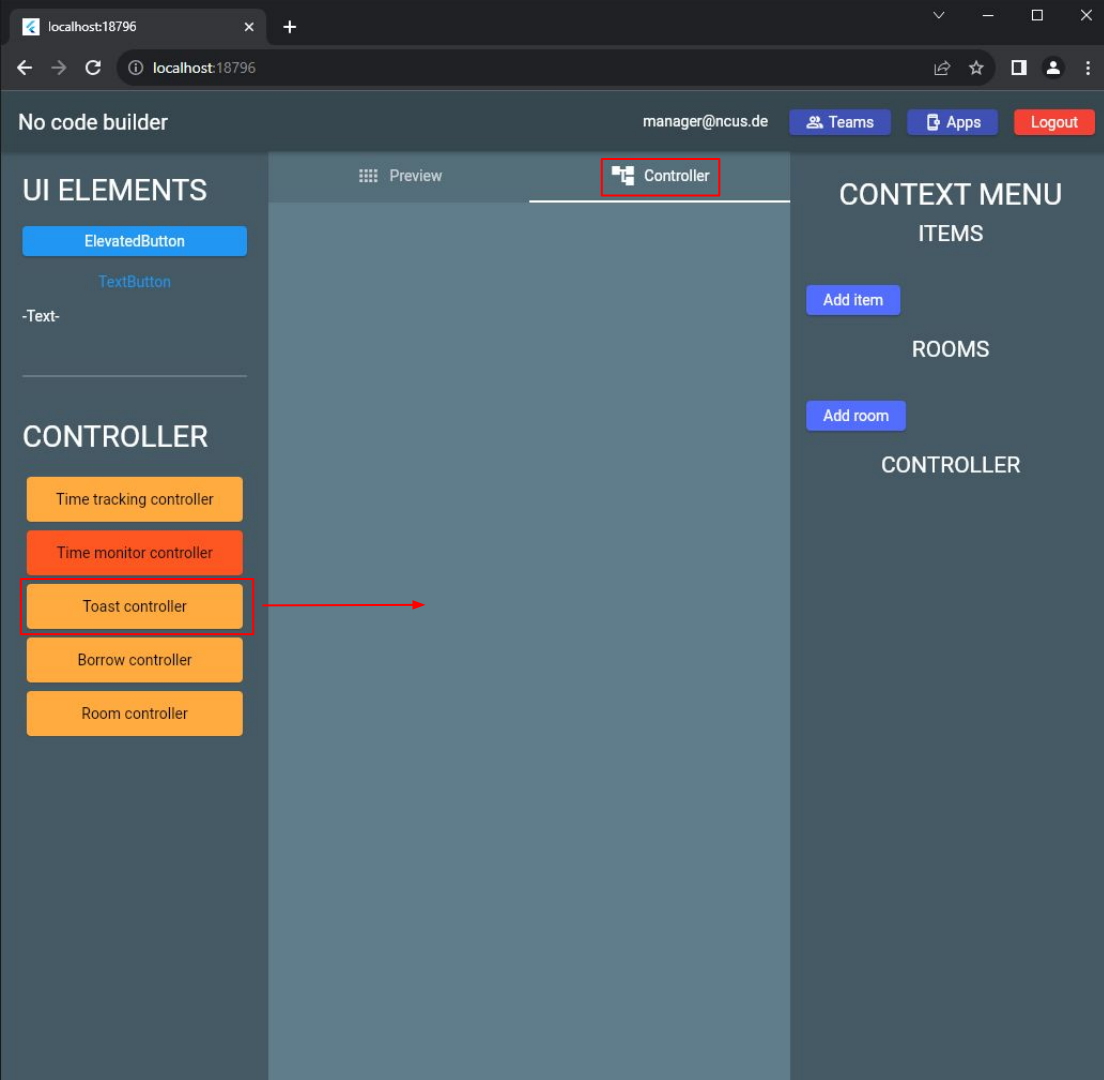 localhost:18796
localhost:18796
No code builder
manager@ncus.de
Teams
Apps
Logout
UI ELEMENTS
ElevatedButton
TextButton
-Text-
CONTROLLER
Time tracking controller
Time monitor controller
Toast controller
Borrow controller
Room controller
Preview
Controller
CONTEXT MENU
ITEMS
Add item
ROOMS
Add room
CONTROLLER